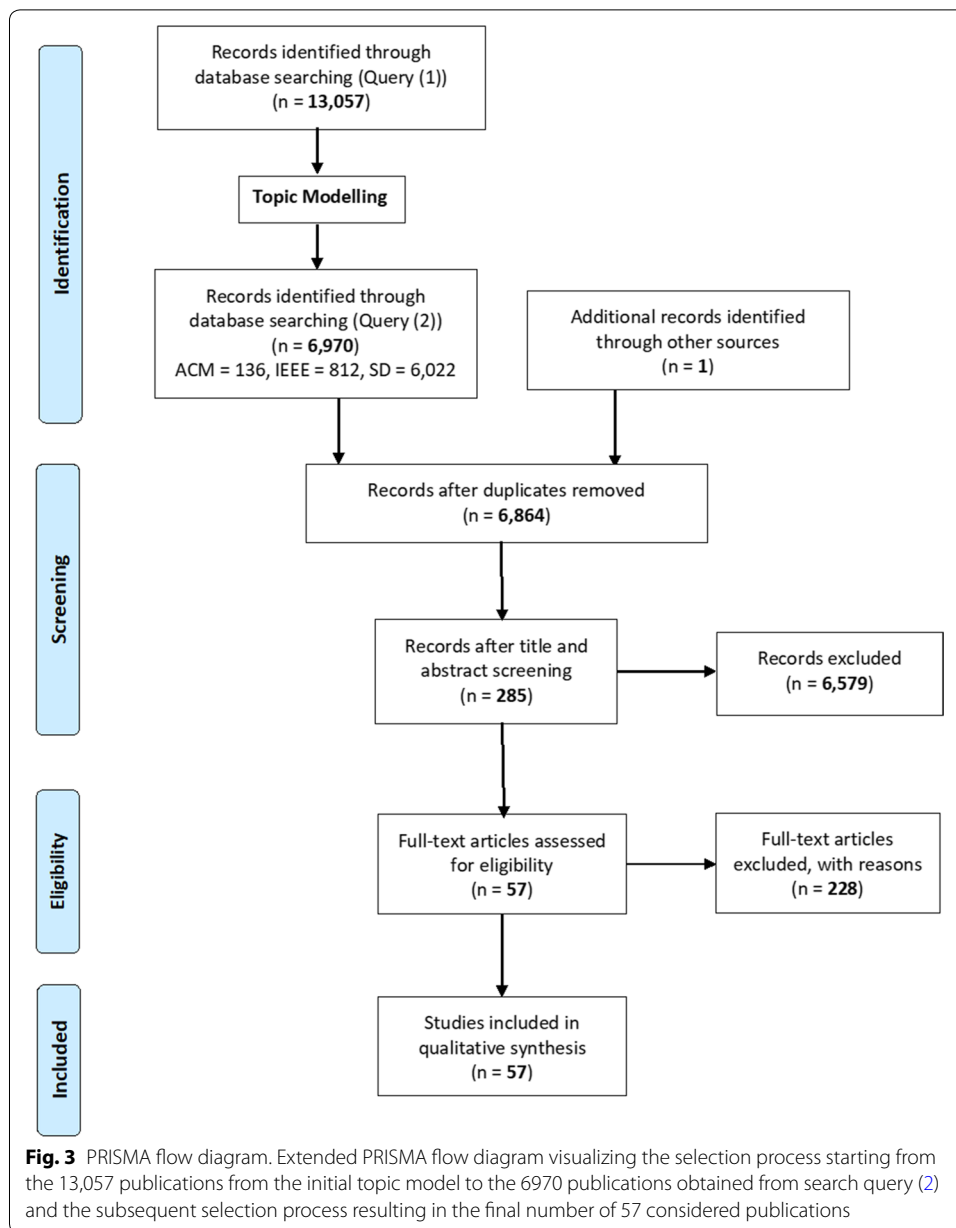 Identification
Records identified through
database searching (Query (1))
(n = 13,057)
Topic Modelling
Records identified through
database searching (Query (2))
(n = 6,970)
ACM = 136, IEEE = 812, SD = 6,022
Additional records identified
through other sources
(n = 1)
Screening
Records after duplicates removed
(n = 6,864)
Records after title and
abstract screening
(n = 285)
Records excluded
(n = 6,579)
Eligibility
Full-text articles assessed
for eligibility
(n = 57)
Full-text articles
excluded, with reasons
(n = 228)
Included
Studies included in
qualitative synthesis
(n = 57)
Fig. 3 PRISMA flow diagram. Extended PRISMA flow diagram visualizing the selection process starting from
the 13,057 publications from the initial topic model to the 6970 publications obtained from search query (2)
and the subsequent selection process resulting in the final number of 57 considered publications